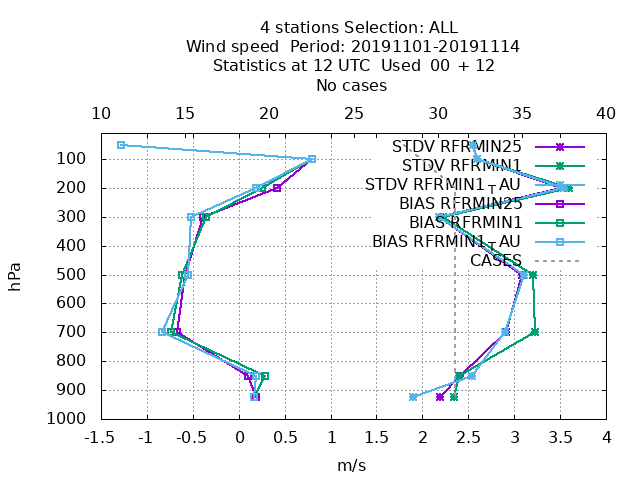 4 stations Selection: ALL
Wind speed  Period: 20191101-20191114
Statistics at 12 UTC  Used  00 + 12
No cases
10 15 20 25 30 35 40
STDV RFRMIN25
STDV RFRMIN1
STDV RFRMIN1_TAU
BIAS RFRMIN25
BIAS RFRMIN1
BIAS RFRMIN1_TAU
CASES
hPa
100
200
300
400
500
600
700
800
900
1000
-1.5 -1 -0.5 0 0.5 1 1.5 2 2.5 3 3.5 4
m/s